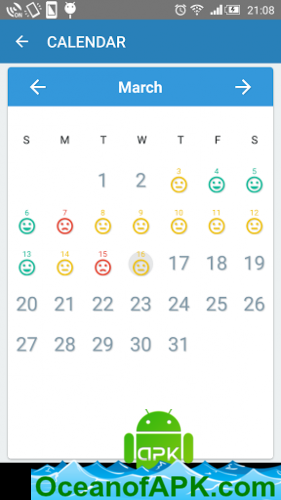 ON
21:08
CALENDAR
March
S M T W T F S
1 2 3 4 5
6 7 8 9 10 11 12
13 14 15 16 17 18 19
20 21 22 23 24 25 26
27 28 29 30 31
APK
OceanofAPK.com